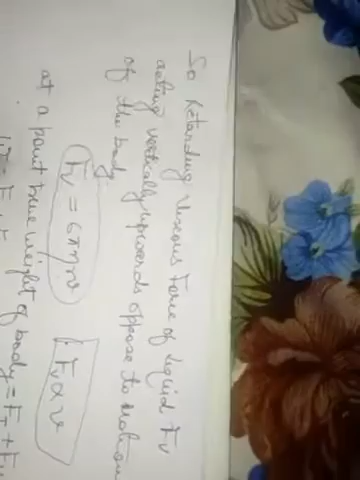 So retarding viscous force of liquid Fv
acting vertically upwards oppose to motion
of the body.
Fv = 6πηrv Fv α v
at a point true weight of body = FT + Fv